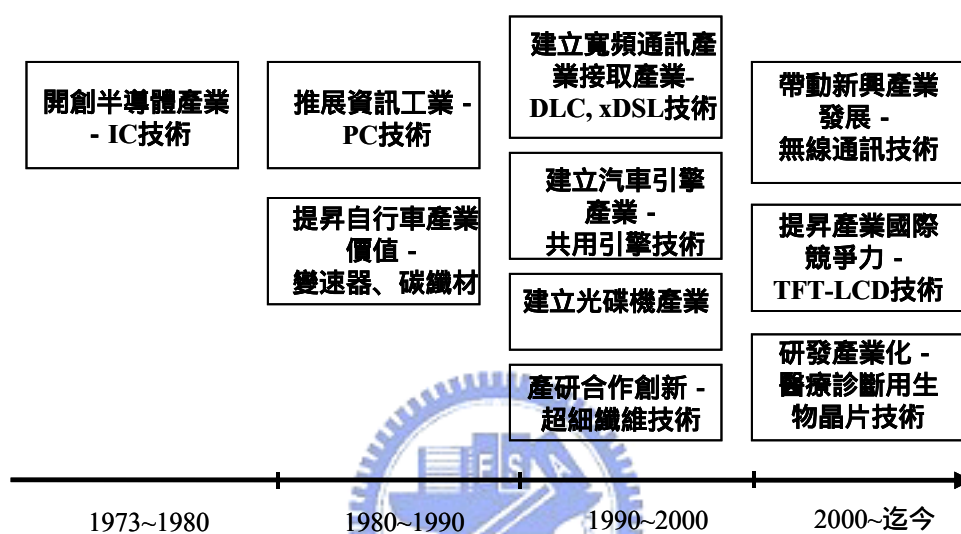 開創半導體產業
- IC技術
推展資訊工業 -
PC技術
提昇自行車產業
價值 -
變速器、碳纖材
建立寬頻通訊產
業接取產業-
DLC, xDSL技術
建立汽車引擎
產業 -
共用引擎技術
建立光碟機產業
產研合作創新 -
超細纖維技術
帶動新興產業
發展 -
無線通訊技術
提昇產業國際
競爭力 -
TFT-LCD技術
研發產業化 -
醫療診斷用生
物晶片技術
E S A
1973~1980
1980~1990
1990~2000
2000~迄今